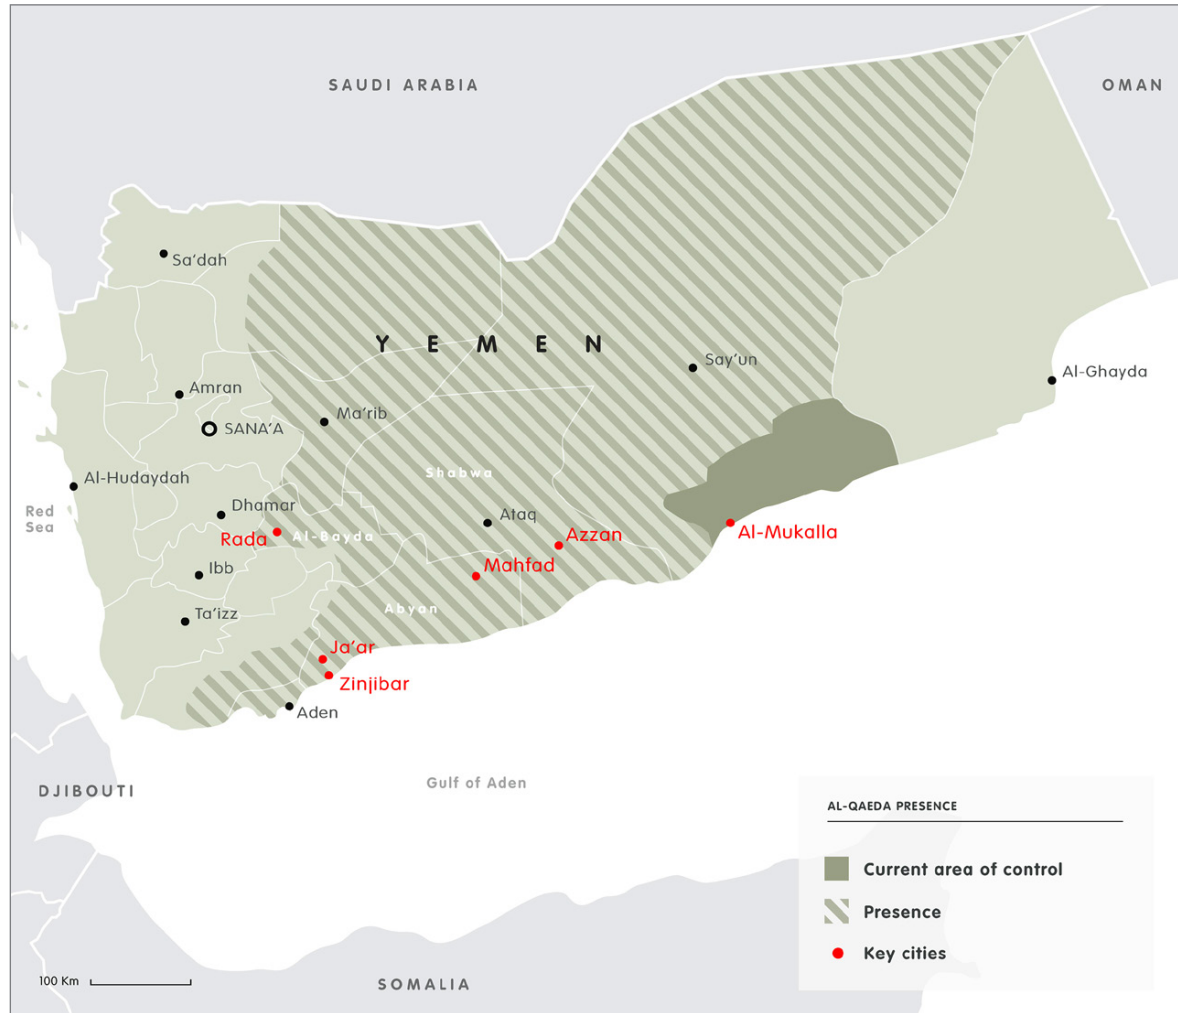 SAUDI ARABIA
OMAN
Sa'dah
Y E M E N
Say'un
Al-Ghayda
Amran
Ma'rib
SANA'A
Shabwa
Al-Hudaydah
Red
Sea
Dhamar
Ataq
Rada
Al-Bayda
Azzan
Al-Mukalla
Mahfad
Ibb
Ta'izz
Abyan
Ja'ar
Zinjibar
Aden
DJIBOUTI
Gulf of Aden
AL-QAEDA PRESENCE
Current area of control
Presence
Key cities
100 Km
SOMALIA